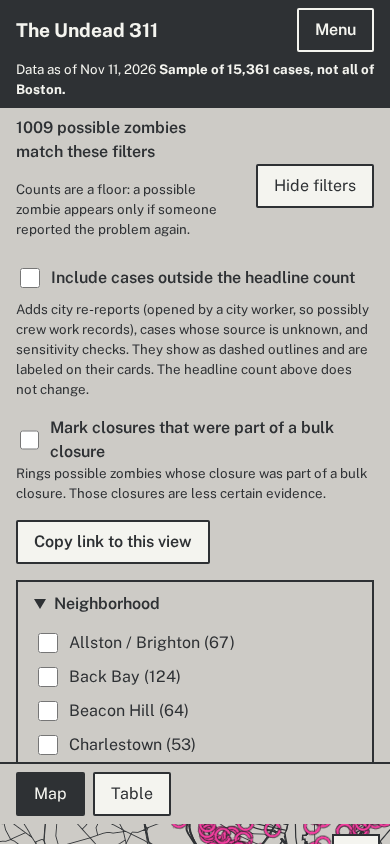 The Undead 311
Menu
Data as of Nov 11, 2026 Sample of 15,361 cases, not all of
Boston.
1009 possible zombies
match these filters
Counts are a floor: a possible
zombie appears only if someone
reported the problem again.
Hide filters
Include cases outside the headline count
Adds city re-reports (opened by a city worker, so possibly
crew work records), cases whose source is unknown, and
sensitivity checks. They show as dashed outlines and are
labeled on their cards. The headline count above does
not change.
Mark closures that were part of a bulk
closure
Rings possible zombies whose closure was part of a bulk
closure. Those closures are less certain evidence.
Copy link to this view
Neighborhood
Allston / Brighton (67)
Back Bay (124)
Beacon Hill (64)
Charlestown (53)
Map
Table